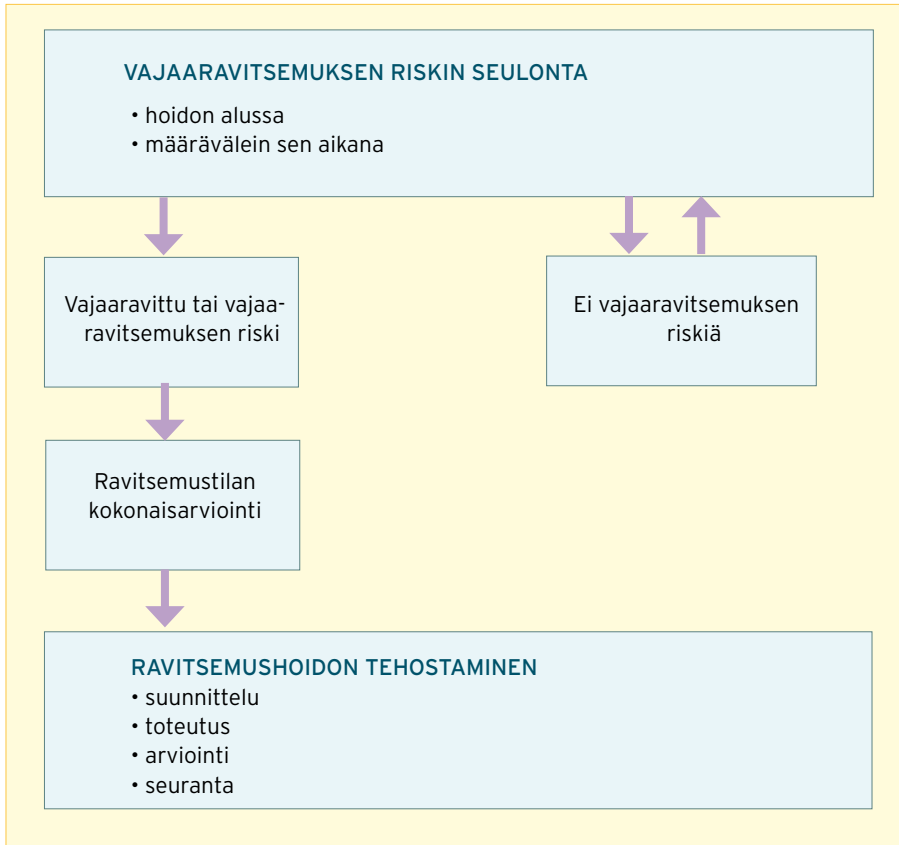 VAJAARAVITSEMUKSEN RISKIN SEULONTA
• hoidon alussa
• määrävälein sen aikana
Vajaaravittu tai vajaa-
ravitsemuksen riski
Ei vajaaravitsemuksen
riskiä
Ravitsemustilan
kokonaisarviointi
RAVITSEMUSHOIDON TEHOSTAMINEN
• suunnittelu
• toteutus
• arviointi
• seuranta